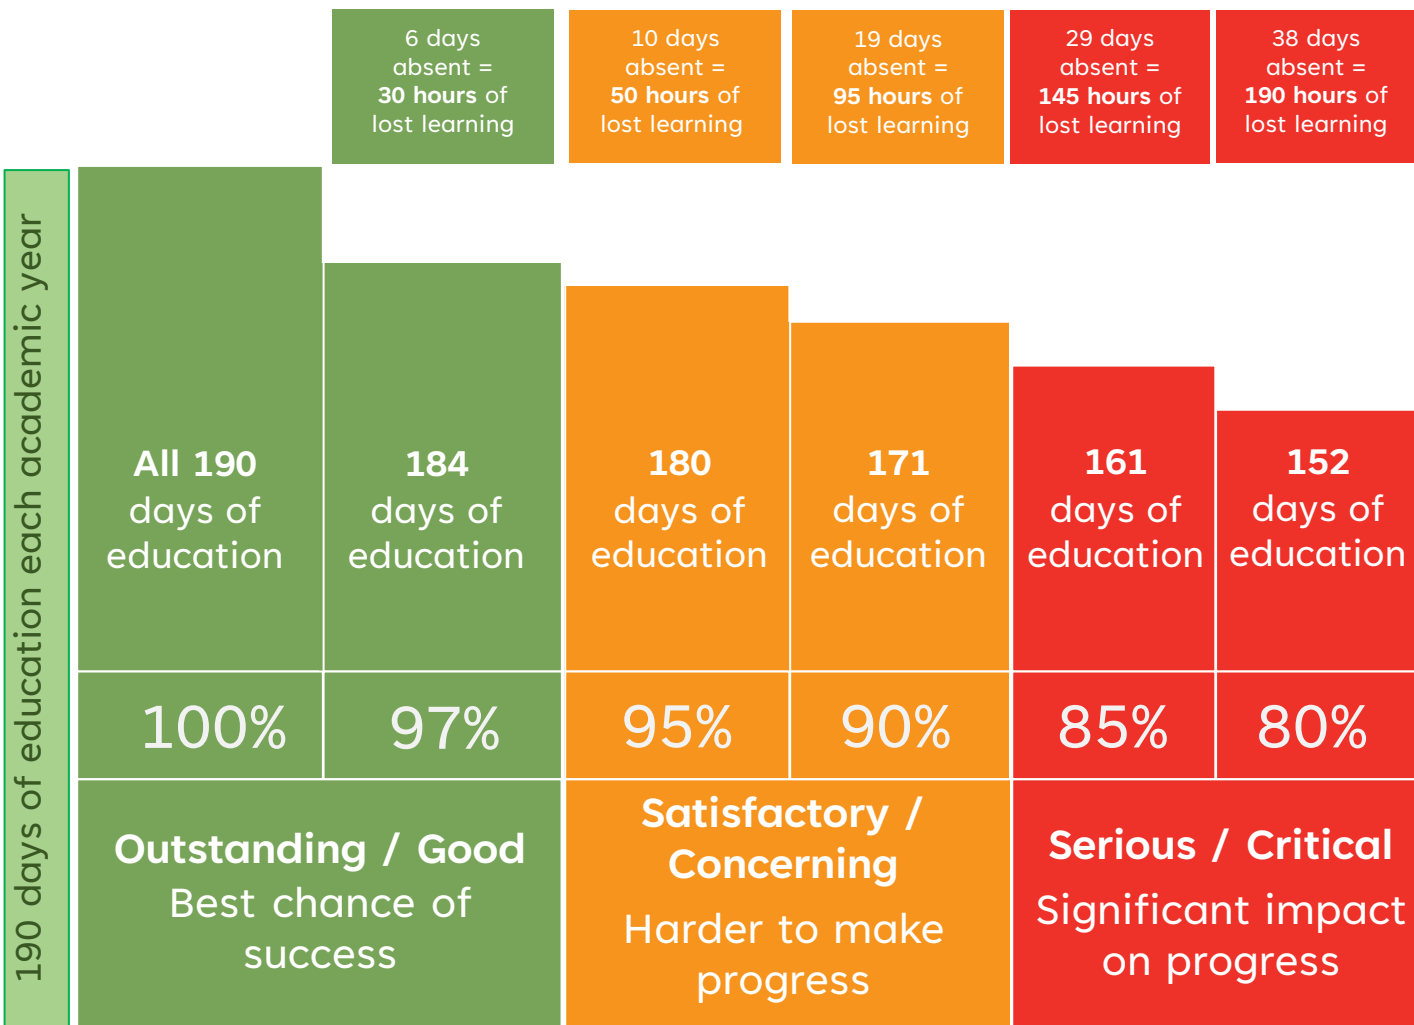 6 days
absent =
30 hours of
lost learning
10 days
absent =
50 hours of
lost learning
19 days
absent =
95 hours of
lost learning
29 days
absent =
145 hours of
lost learning
38 days
absent =
190 hours of
lost learning
190 days of education each academic year
All 190
days of
education
184
days of
education
180
days of
education
171
days of
education
161
days of
education
152
days of
education
100%
97%
95%
90%
85%
80%
Outstanding / Good
Best chance of
success
Satisfactory /
Concerning
Harder to make
progress
Serious / Critical
Significant impact
on progress